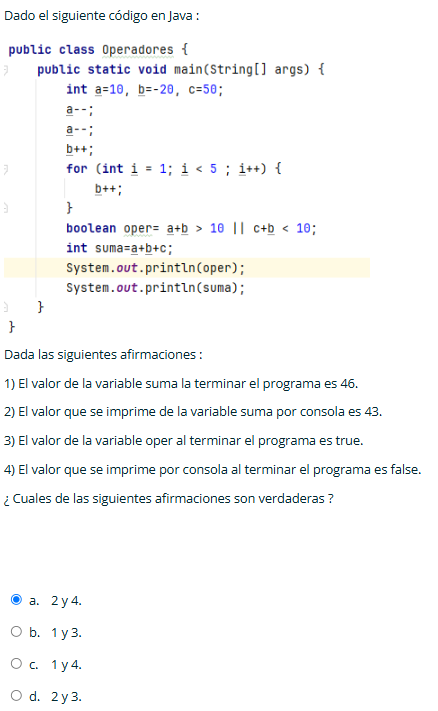 Dado el siguiente código en Java :
public class Operadores {
public static void main(String[] args) {
int a=10, b=-20, c=50;
a--;
a--;
b++;
for (int i = 1; i < 5 ; i++) {
b++;
}
boolean oper= a+b > 10 || c+b < 10;
int suma=a+b+c;
System.out.println(oper);
System.out.println(suma);
}
}
Dada las siguientes afirmaciones :
1) El valor de la variable suma la terminar el programa es 46.
2) El valor que se imprime de la variable suma por consola es 43.
3) El valor de la variable oper al terminar el programa es true.
4) El valor que se imprime por consola al terminar el programa es false.
¿ Cuales de las siguientes afirmaciones son verdaderas ?
a. 2 y 4.
b. 1 y 3.
c. 1 y 4.
d. 2 y 3.